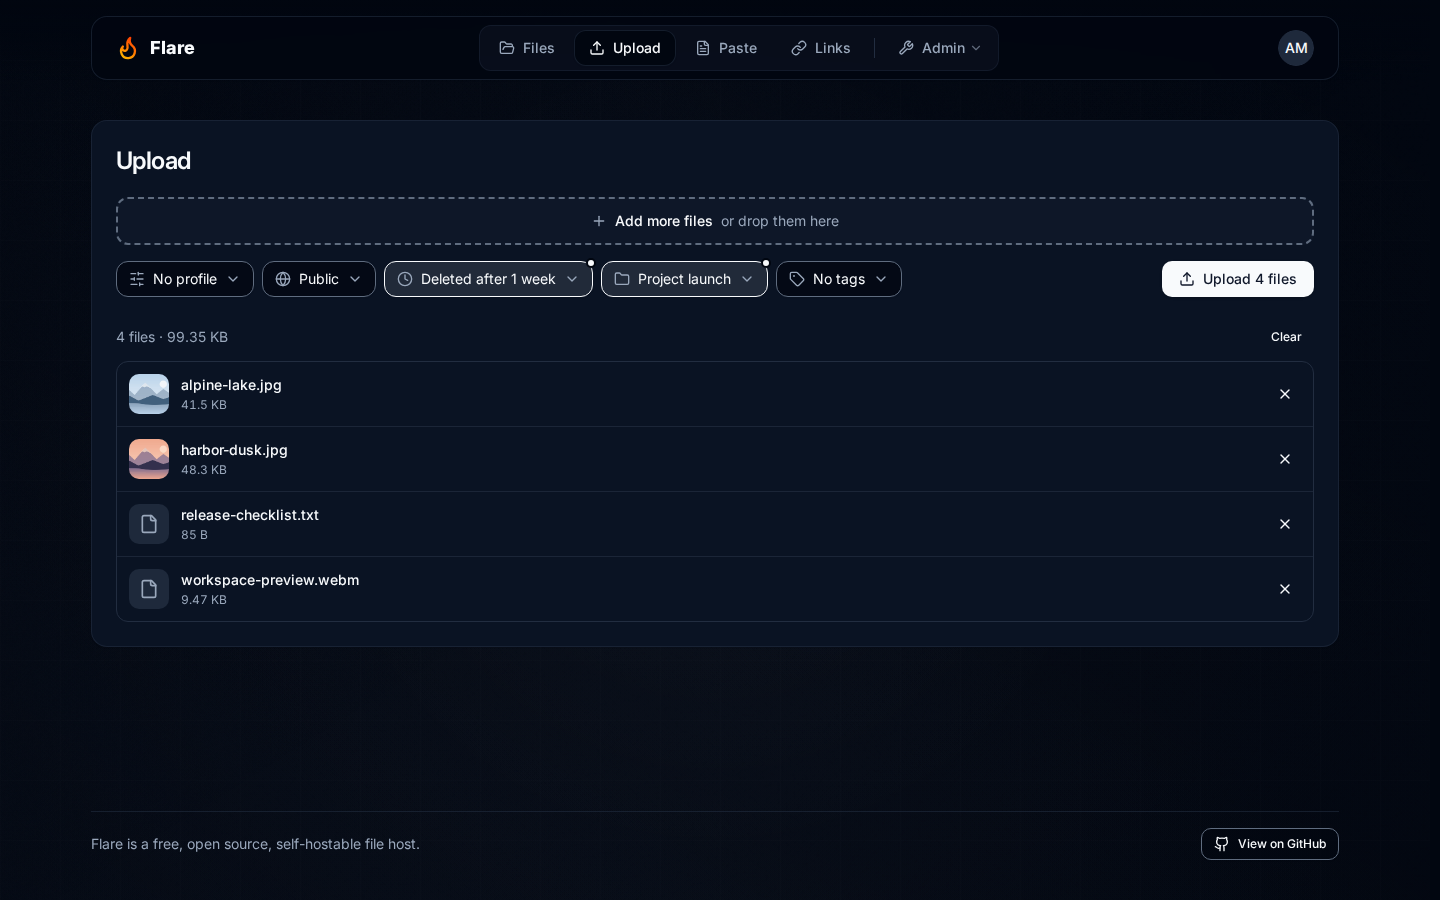 Flare
Files
Upload
Paste
Links
Admin
AM
Upload
Add more files or drop them here
No profile
Public
Deleted after 1 week
Project launch
No tags
Upload 4 files
4 files · 99.35 KB
Clear
alpine-lake.jpg
41.5 KB
harbor-dusk.jpg
48.3 KB
release-checklist.txt
85 B
workspace-preview.webm
9.47 KB
Flare is a free, open source, self-hostable file host.
View on GitHub